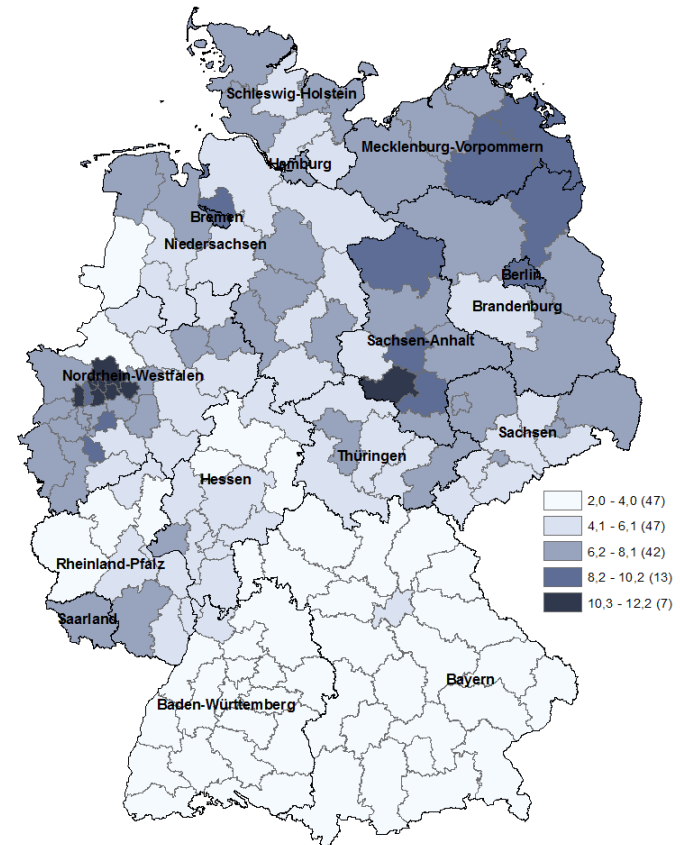 Schleswig-Holstein
Mecklenburg-Vorpommern
Hamburg
Bremen
Niedersachsen
Berlin
Brandenburg
Sachsen-Anhalt
Nordrhein-Westfalen
Sachsen
Thüringen
Hessen
2,0 - 4,0 (47)
4,1 - 6,1 (47)
6,2 - 8,1 (42)
8,2 - 10,2 (13)
10,3 - 12,2 (7)
Rheinland-Pfalz
Saarland
Bayern
Baden-Württemberg